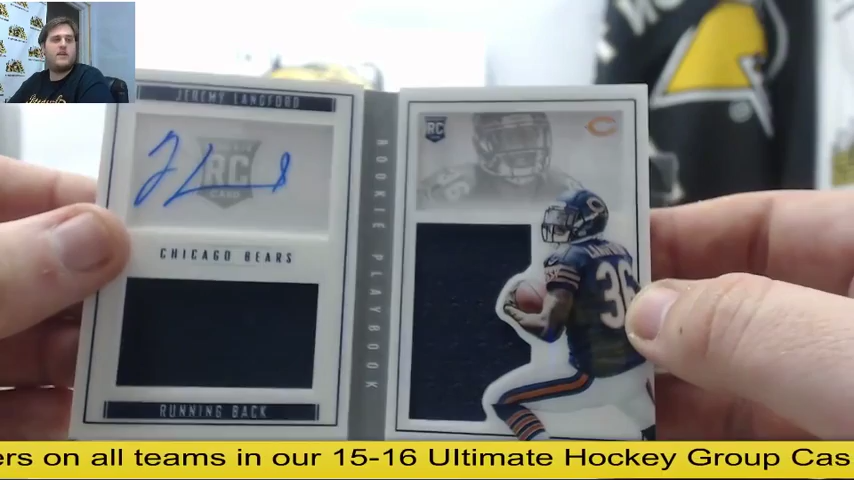 JEREMY LANGFORD
RC
CARD
CHICAGO BEARS
RUNNING BACK
ROOKIE PLAYBOOK
RC
36
ers on all teams in our 15-16 Ultimate Hockey Group Cas